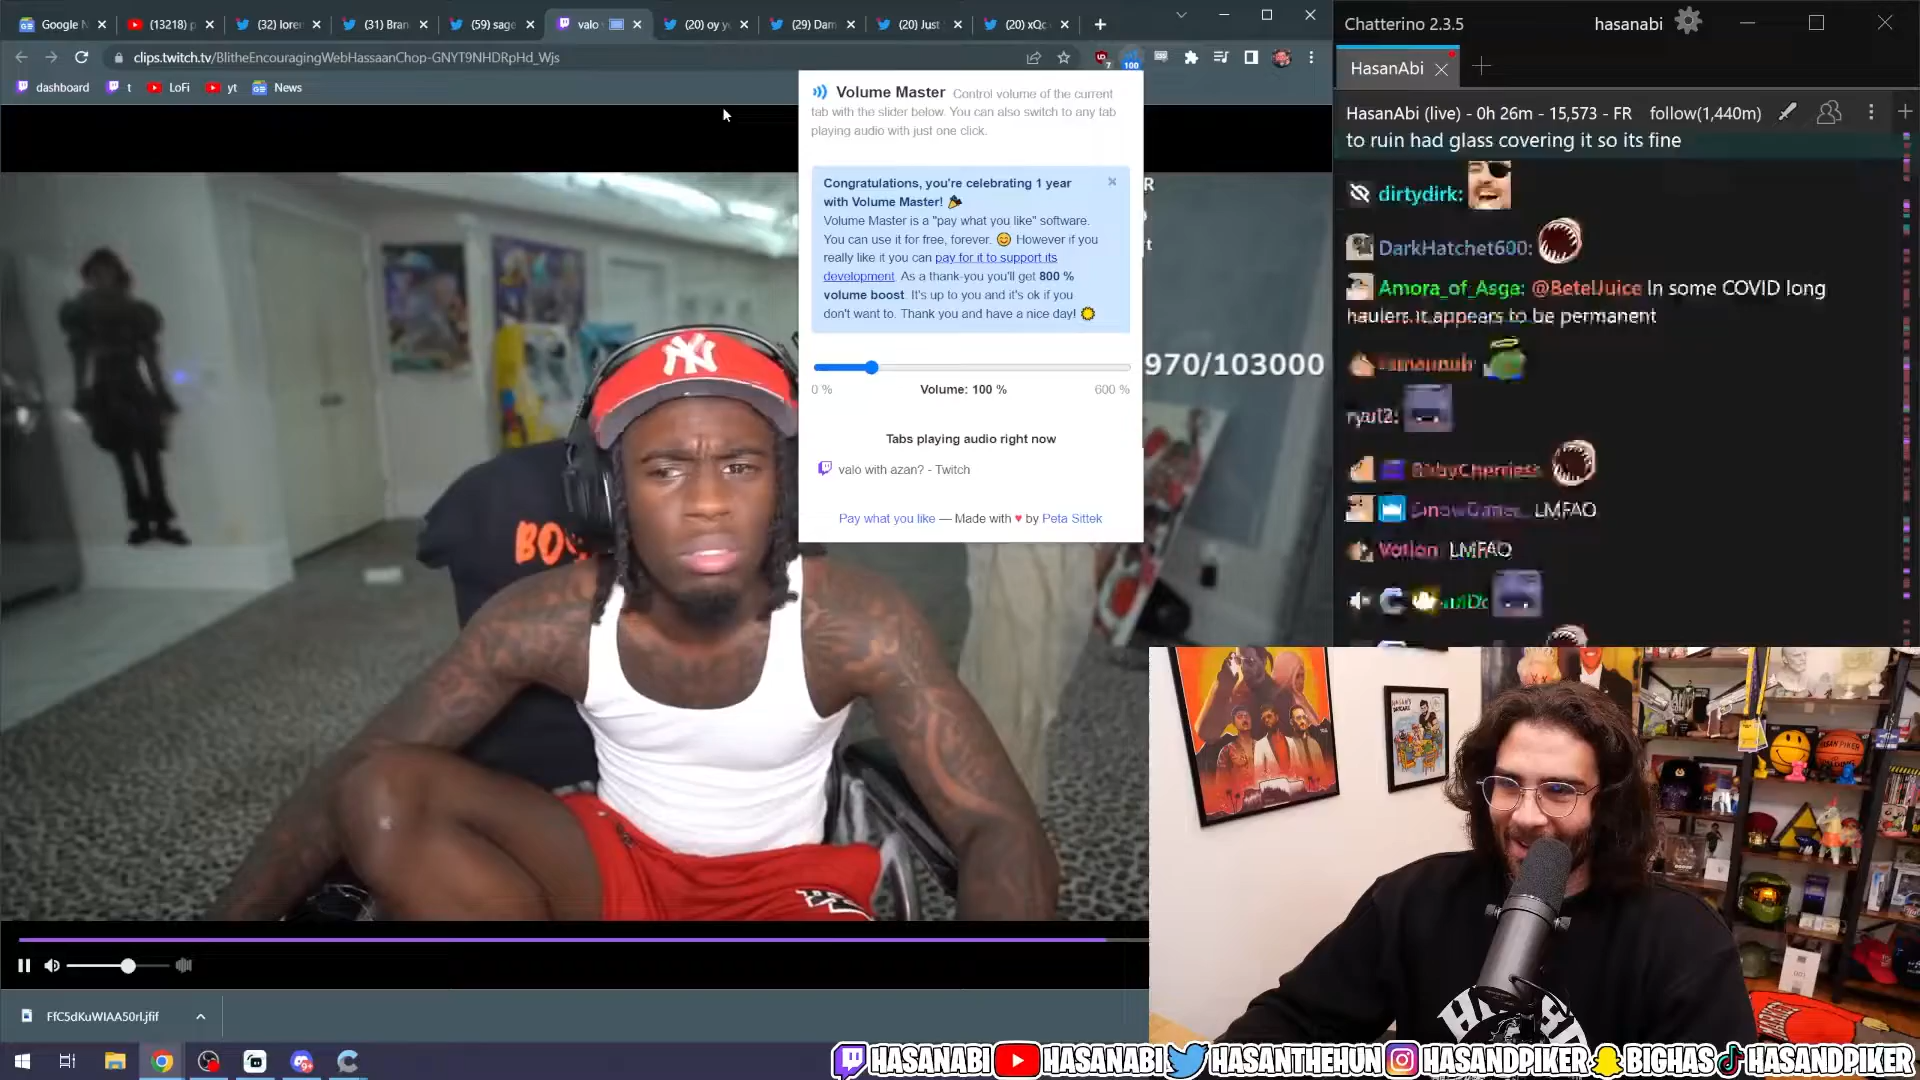 Google N
(13218) p
(32) loren
(31) Bran
(59) sage
valo
(20) oy y
(29) Dam
(20) Just
(20) xQc
clips.twitch.tv/BlitheEncouragingWebHassaanChop-GNYT9NHDRpHd_Wjs
7
100
dashboard
t
LoFi
yt
News
Volume Master Control volume of the current
tab with the slider below. You can also switch to any tab
playing audio with just one click.
Congratulations, you're celebrating 1 year
with Volume Master!
Volume Master is a "pay what you like" software.
You can use it for free, forever. However if you
really like it you can pay for it to support its
development. As a thank-you you'll get 800 %
volume boost. It's up to you and it's ok if you
don't want to. Thank you and have a nice day!
0 %
Volume: 100 %
600 %
Tabs playing audio right now
valo with azan? - Twitch
Pay what you like — Made with ♥ by Peta Sittek
970/103000
NY
Chatterino 2.3.5
hasanabi
HasanAbi
HasanAbi (live) - 0h 26m - 15,573 - FR
follow(1,440m)
to ruin had glass covering it so its fine
dirtydirk:
DarkHatchet600:
Amora_of_Asga: @BetelJuice In some COVID long
haulers it appears to be permanent
LMFAO
Votion LMFAO
FfC5dKuWIAA50rl.jfif
HASANABI
HASANABI
HASANTHEHUN
HASANDPIKER
BIGHAS
HASANDPIKER